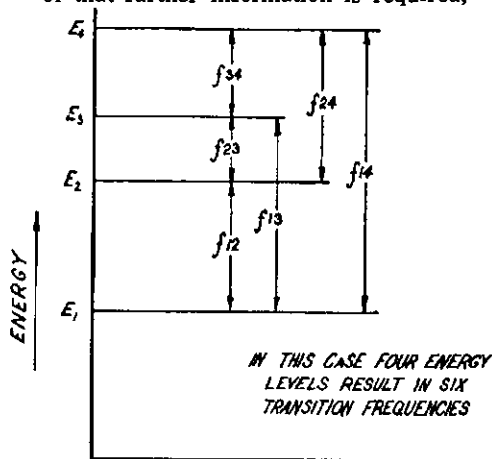 or that further information is required,
E4
f34
f24
E3
f23
f14
E2
f13
f12
ENERGY
E1
IN THIS CASE FOUR ENERGY
LEVELS RESULT IN SIX
TRANSITION FREQUENCIES